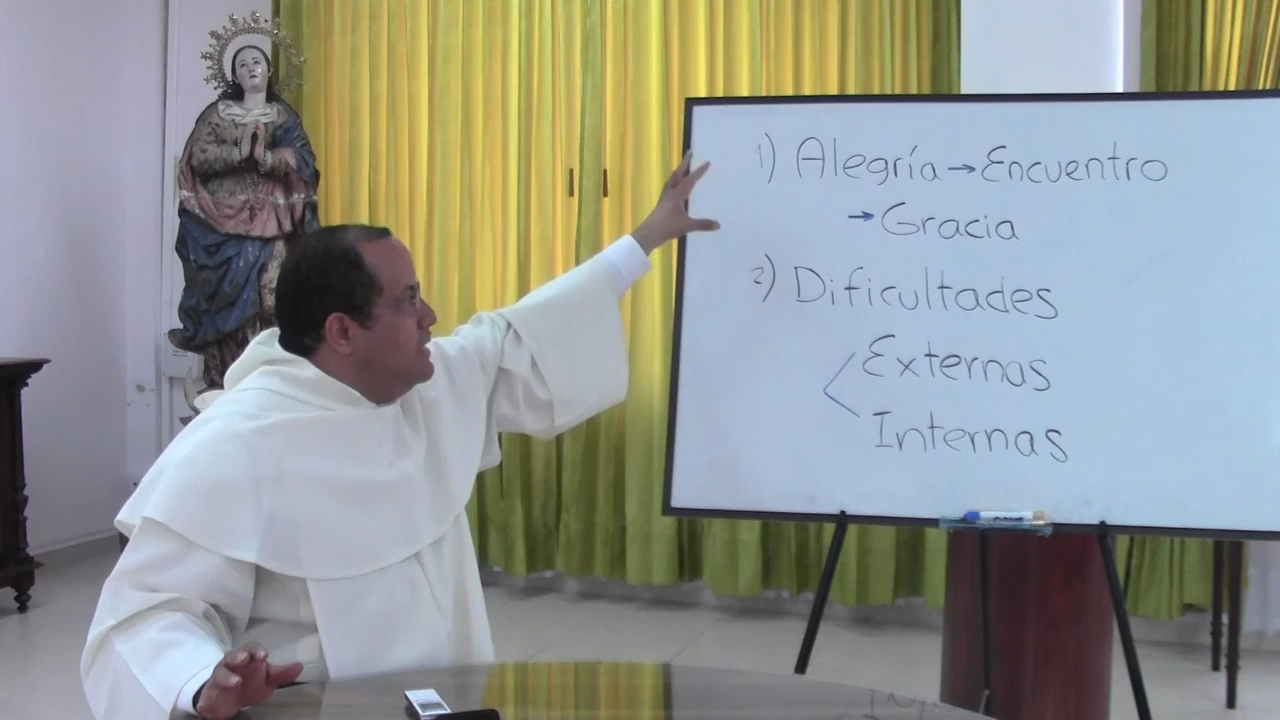 1) Alegría → Encuentro
→ Gracia
2) Dificultades
Externas
Internas